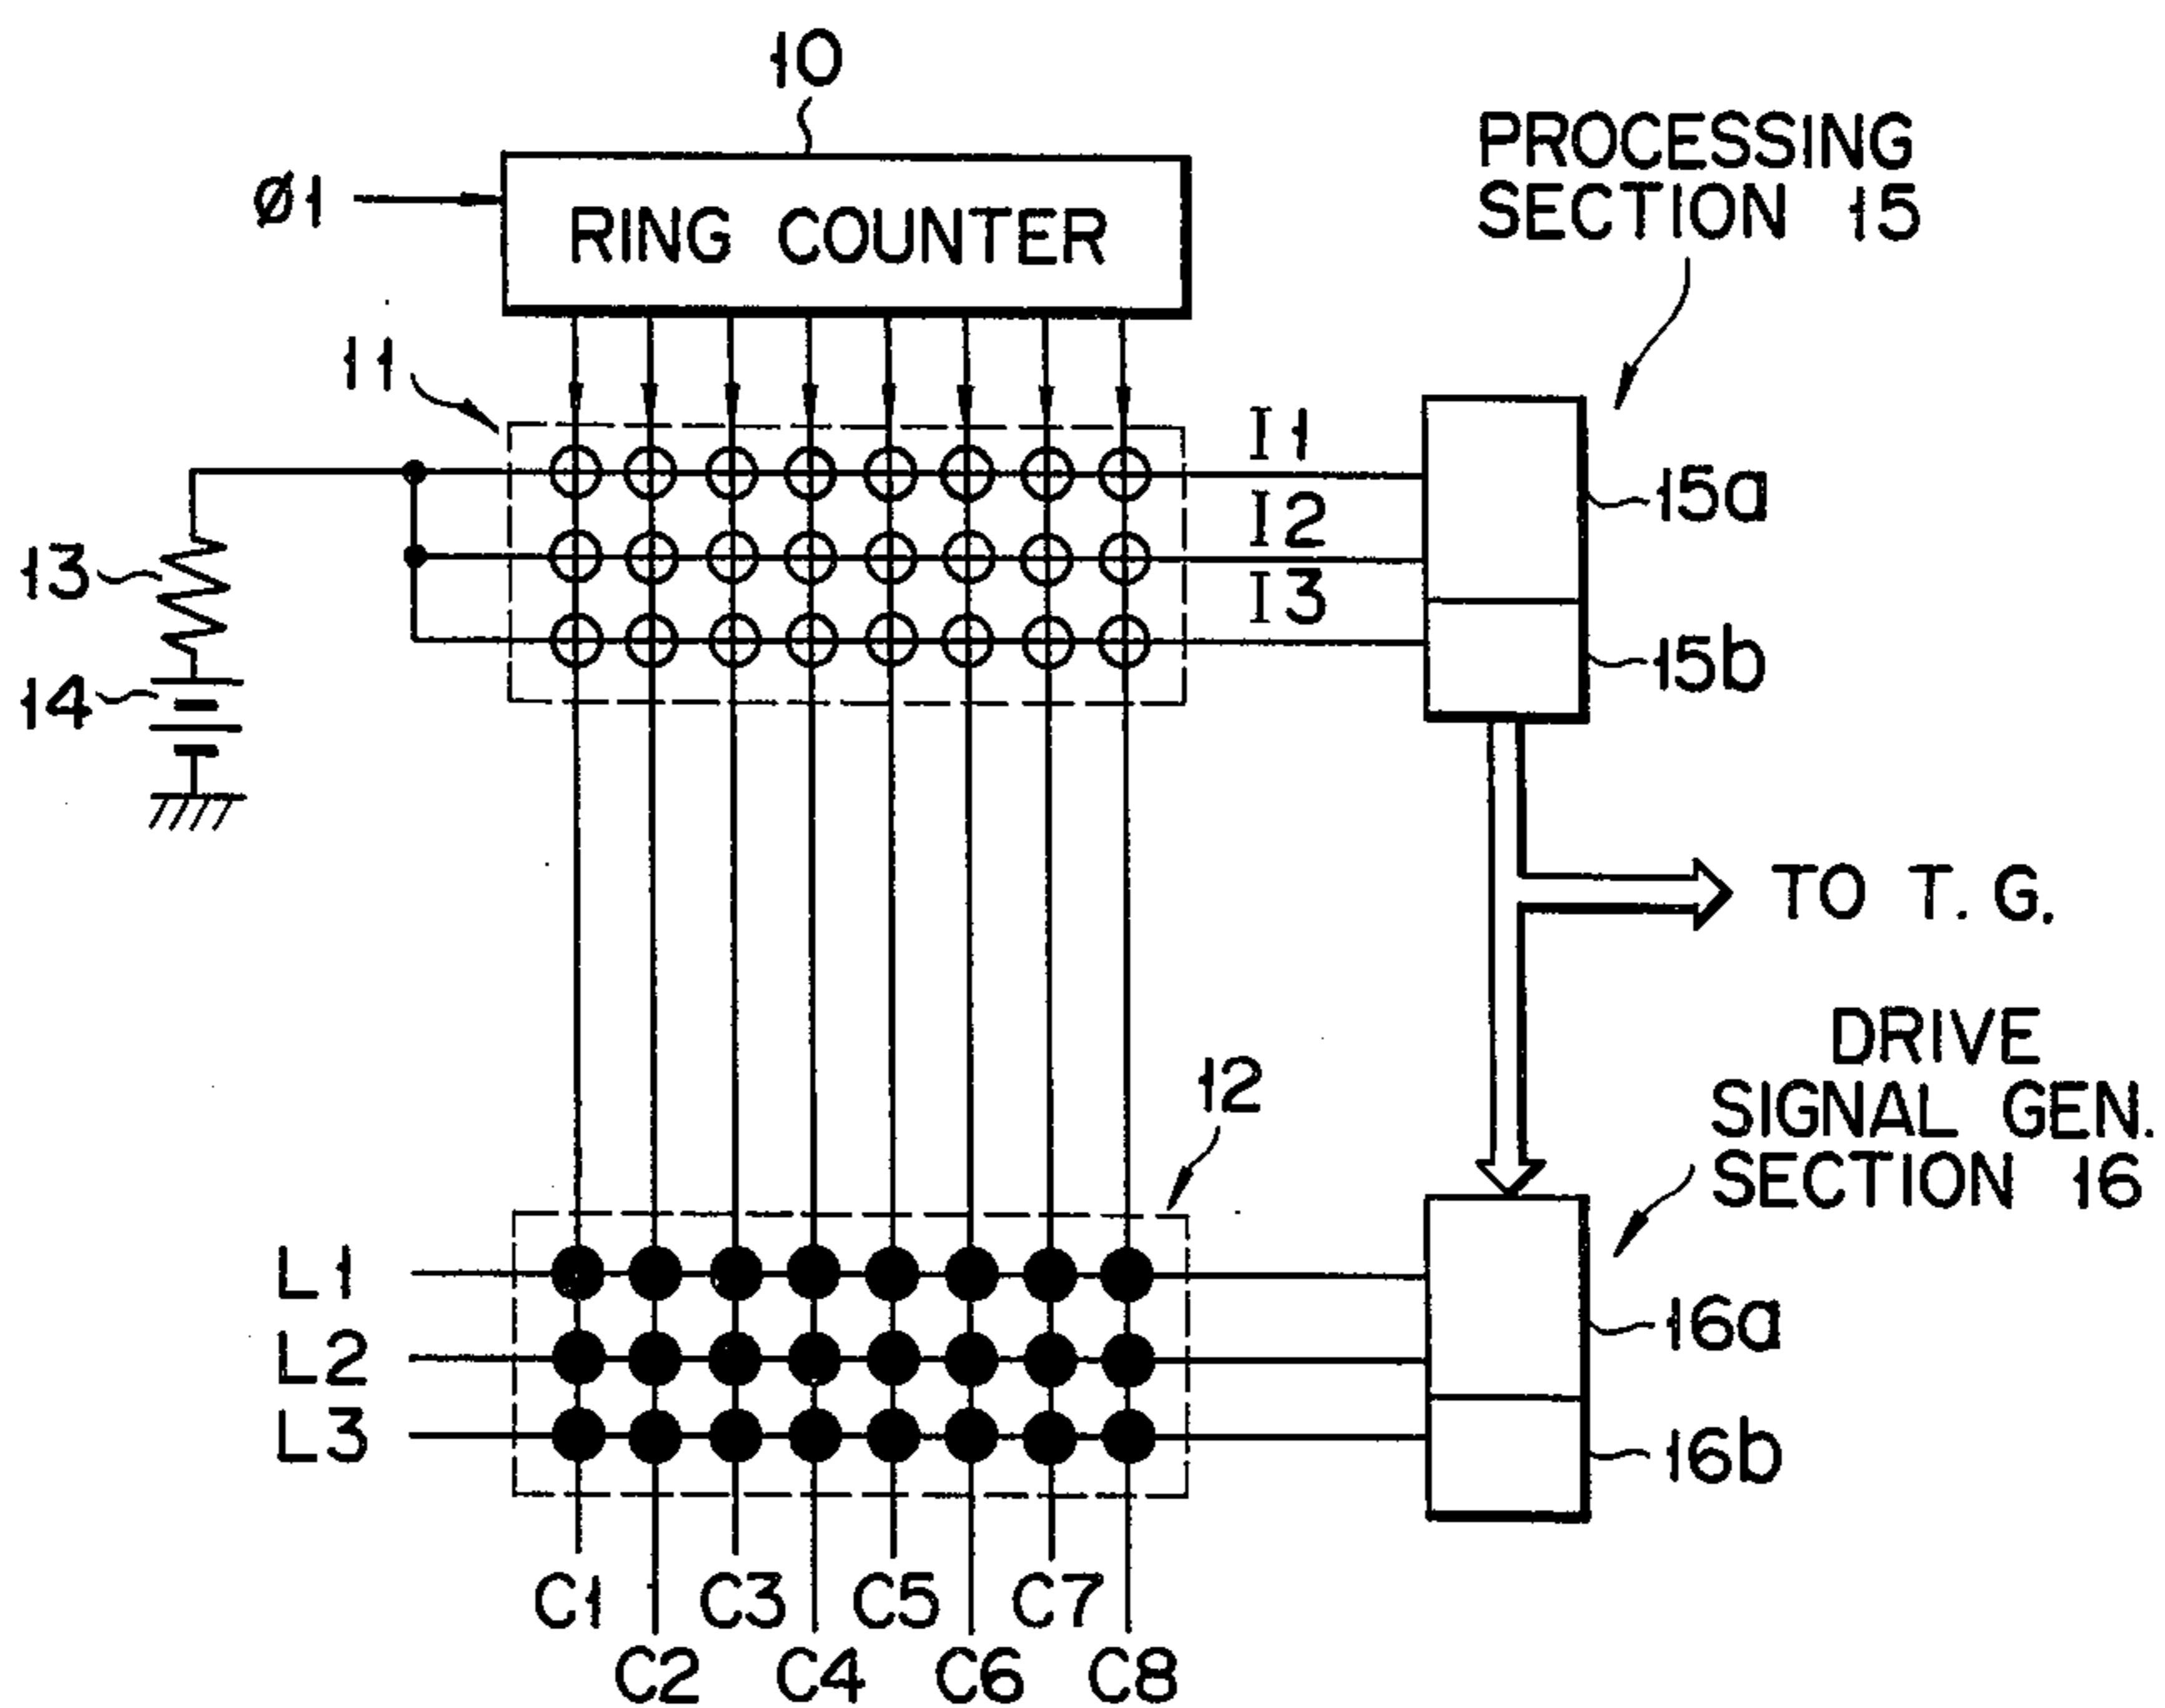 10
PROCESSING
SECTION 15
Ø1
RING COUNTER
11
I1
I2
I3
15a
13
15b
14
TO T. G.
DRIVE
SIGNAL GEN.
SECTION 16
12
L1
L2
L3
16a
16b
C1
C3
C5
C7
C2
C4
C6
C8